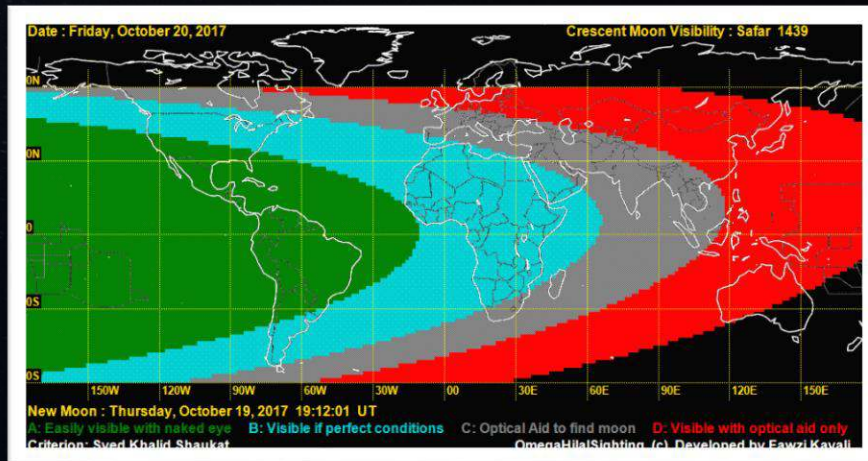 Date : Friday, October 20, 2017 Crescent Moon Visibility : Safar 1439
0N
0N
0
0S
0S
150W 120W 90W 60W 30W 00 30E 60E 90E 120E 150E
New Moon : Thursday, October 19, 2017 19:12:01 UT
A: Easily visible with naked eye B: Visible if perfect conditions C: Optical Aid to find moon D: Visible with optical aid only
Criterion: Syed Khalid Shaukat OmegaHilalSighting (c) Developed by Fawzi Kavali